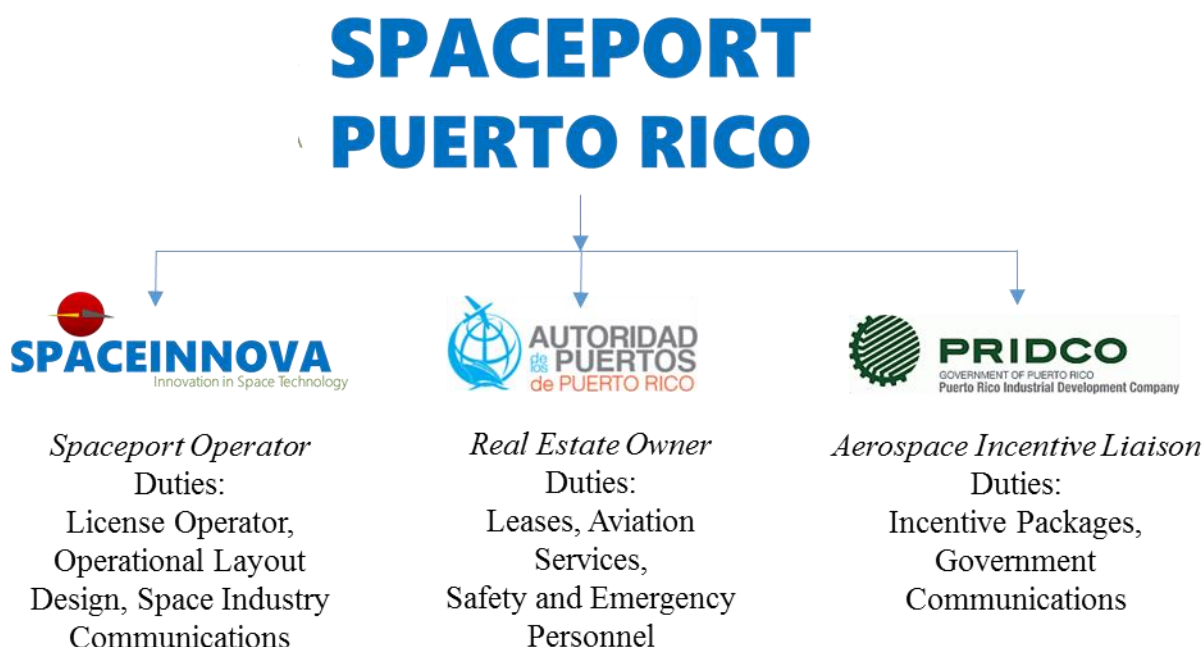 SPACEPORT
PUERTO RICO
SPACEINNOVA
Innovation in Space Technology
Spaceport Operator
Duties:
License Operator,
Operational Layout
Design, Space Industry
Communications
AUTORIDAD
de los PUERTOS
de PUERTO RICO
Real Estate Owner
Duties:
Leases, Aviation
Services,
Safety and Emergency
Personnel
PRIDCO
GOVERNMENT OF PUERTO RICO
Puerto Rico Industrial Development Company
Aerospace Incentive Liaison
Duties:
Incentive Packages,
Government
Communications